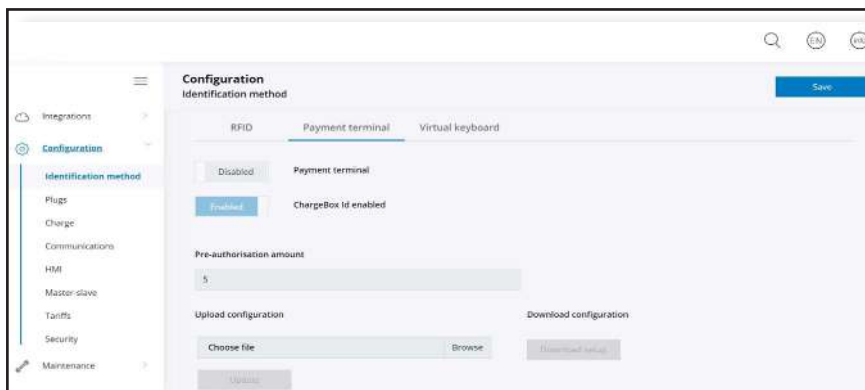 EN
Configuration
Identification method
Save
Integrations
RFID Payment terminal Virtual keyboard
Configuration
Disabled Payment terminal
Identification method
Plugs
Enabled ChargeBox Id enabled
Charge
Communications
Pre-authorisation amount
HMI
5
Master-slave
Tariffs
Upload configuration Download configuration
Security
Choose file Browse Download setup
Maintenance
Update